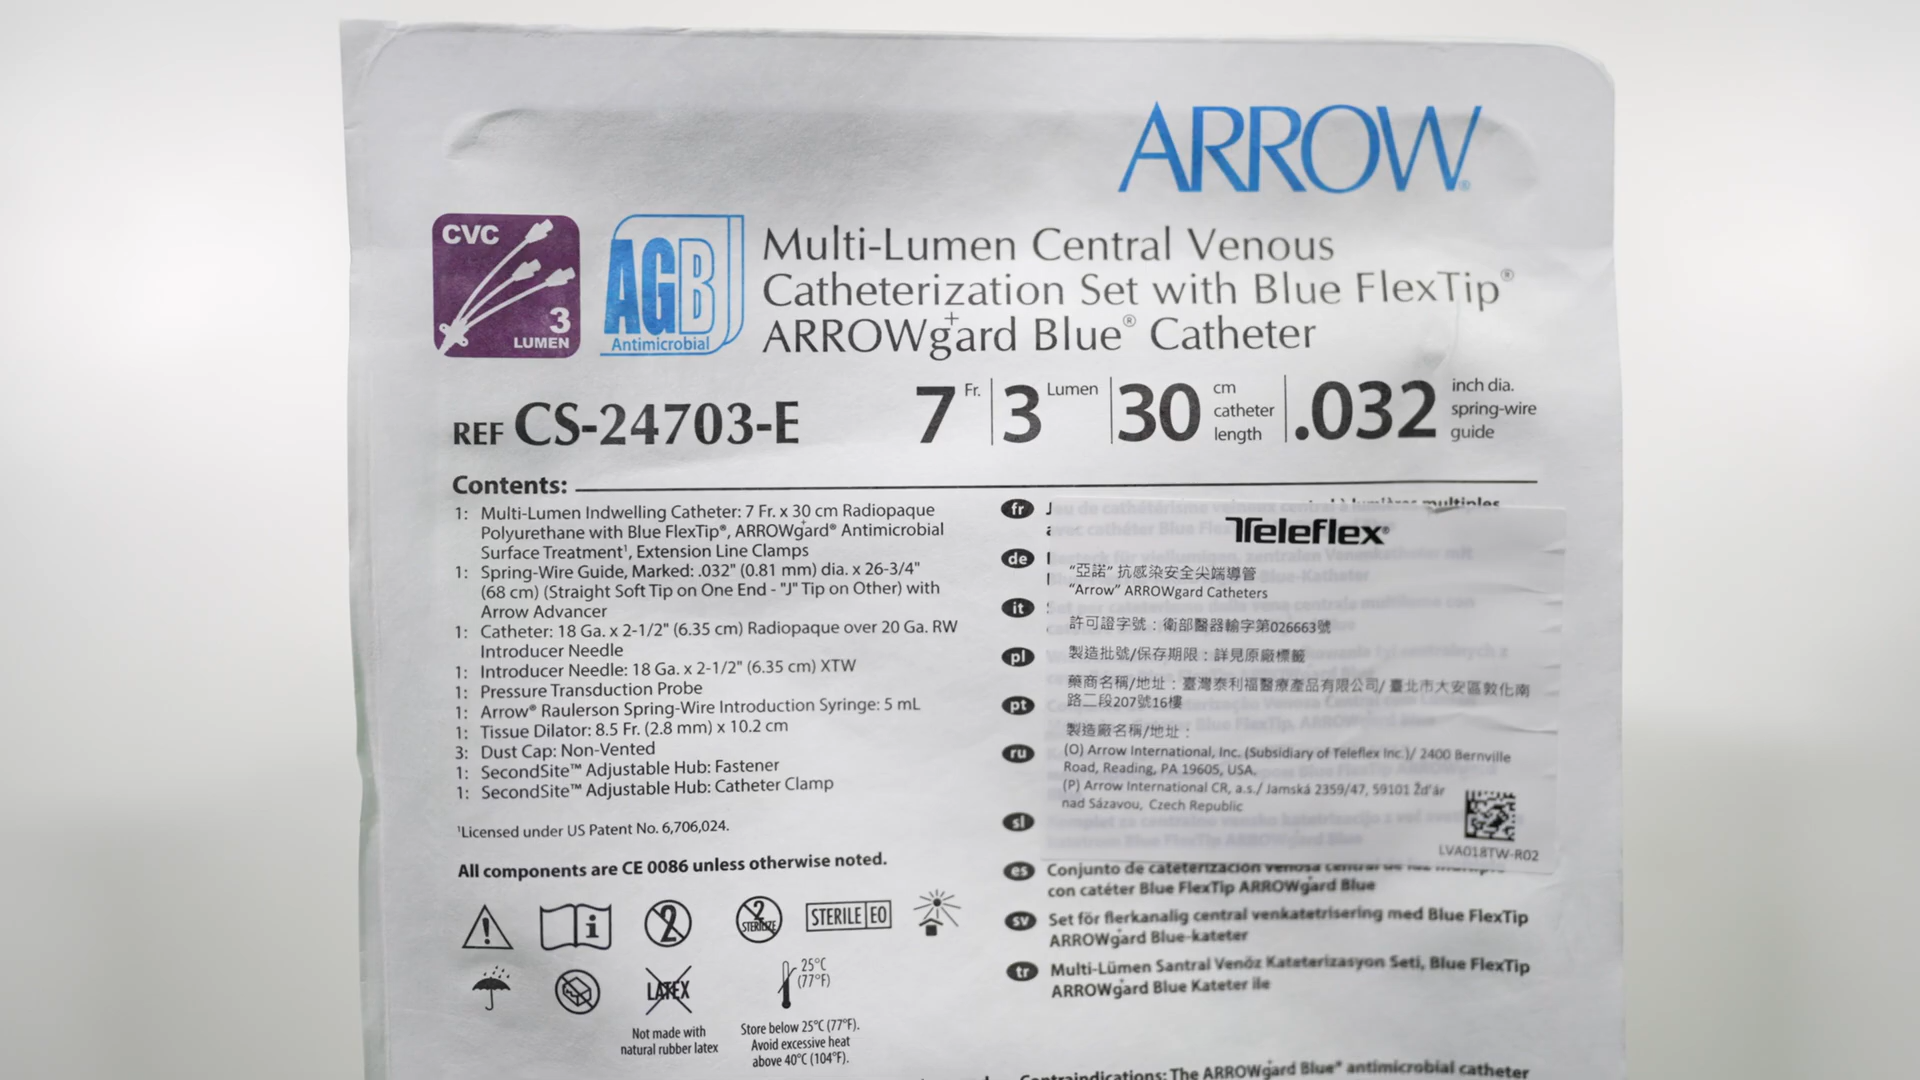 ARROW®
CVC
3
LUMEN
AGB
Antimicrobial
Multi-Lumen Central Venous
Catheterization Set with Blue FlexTip®
ARROWgard Blue® Catheter
REF CS-24703-E
7 Fr.
3 Lumen
30 cm catheter length
.032 inch dia. spring-wire guide
Contents:
1: Multi-Lumen Indwelling Catheter: 7 Fr. x 30 cm Radiopaque
Polyurethane with Blue FlexTip®, ARROWgard® Antimicrobial
Surface Treatment¹, Extension Line Clamps
1: Spring-Wire Guide, Marked: .032" (0.81 mm) dia. x 26-3/4"
(68 cm) (Straight Soft Tip on One End - "J" Tip on Other) with
Arrow Advancer
1: Catheter: 18 Ga. x 2-1/2" (6.35 cm) Radiopaque over 20 Ga. RW
Introducer Needle
1: Introducer Needle: 18 Ga. x 2-1/2" (6.35 cm) XTW
1: Pressure Transduction Probe
1: Arrow® Raulerson Spring-Wire Introduction Syringe: 5 mL
1: Tissue Dilator: 8.5 Fr. (2.8 mm) x 10.2 cm
3: Dust Cap: Non-Vented
1: SecondSite™ Adjustable Hub: Fastener
1: SecondSite™ Adjustable Hub: Catheter Clamp
¹Licensed under US Patent No. 6,706,024.
All components are CE 0086 unless otherwise noted.
2
2
STERILIZE
STERILE EO
LATEX
25°C
(77°F)
Not made with
natural rubber latex
Store below 25°C (77°F).
Avoid excessive heat
above 40°C (104°F).
fr
multiples
de
it
pl
pt
ru
sl
Teleflex®
“亞諾” 抗感染安全尖端導管
“Arrow” ARROWgard Catheters
許可證字號：衛部醫器輸字第026663號
製造批號/保存期限：詳見原廠標籤
藥商名稱/地址：臺灣泰利福醫療產品有限公司/ 臺北市大安區敦化南
路二段207號16樓
製造廠名稱/地址：
(O) Arrow International, Inc. (Subsidiary of Teleflex Inc.)/ 2400 Bernville
Road, Reading, PA 19605, USA.
(P) Arrow International CR, a.s./ Jamská 2359/47, 59101 Žďár
nad Sázavou, Czech Republic
LVA018TW-R02
es Conjunto de cateterización venosa central de
con catéter Blue FlexTip ARROWgard Blue
sv Set för flerkanalig central venkatetrisering med Blue FlexTip
ARROWgard Blue-kateter
tr Multi-Lümen Santral Venöz Kateterizasyon Seti, Blue FlexTip
ARROWgard Blue Kateter ile
Contraindications: The ARROWgard Blue® antimicrobial catheter